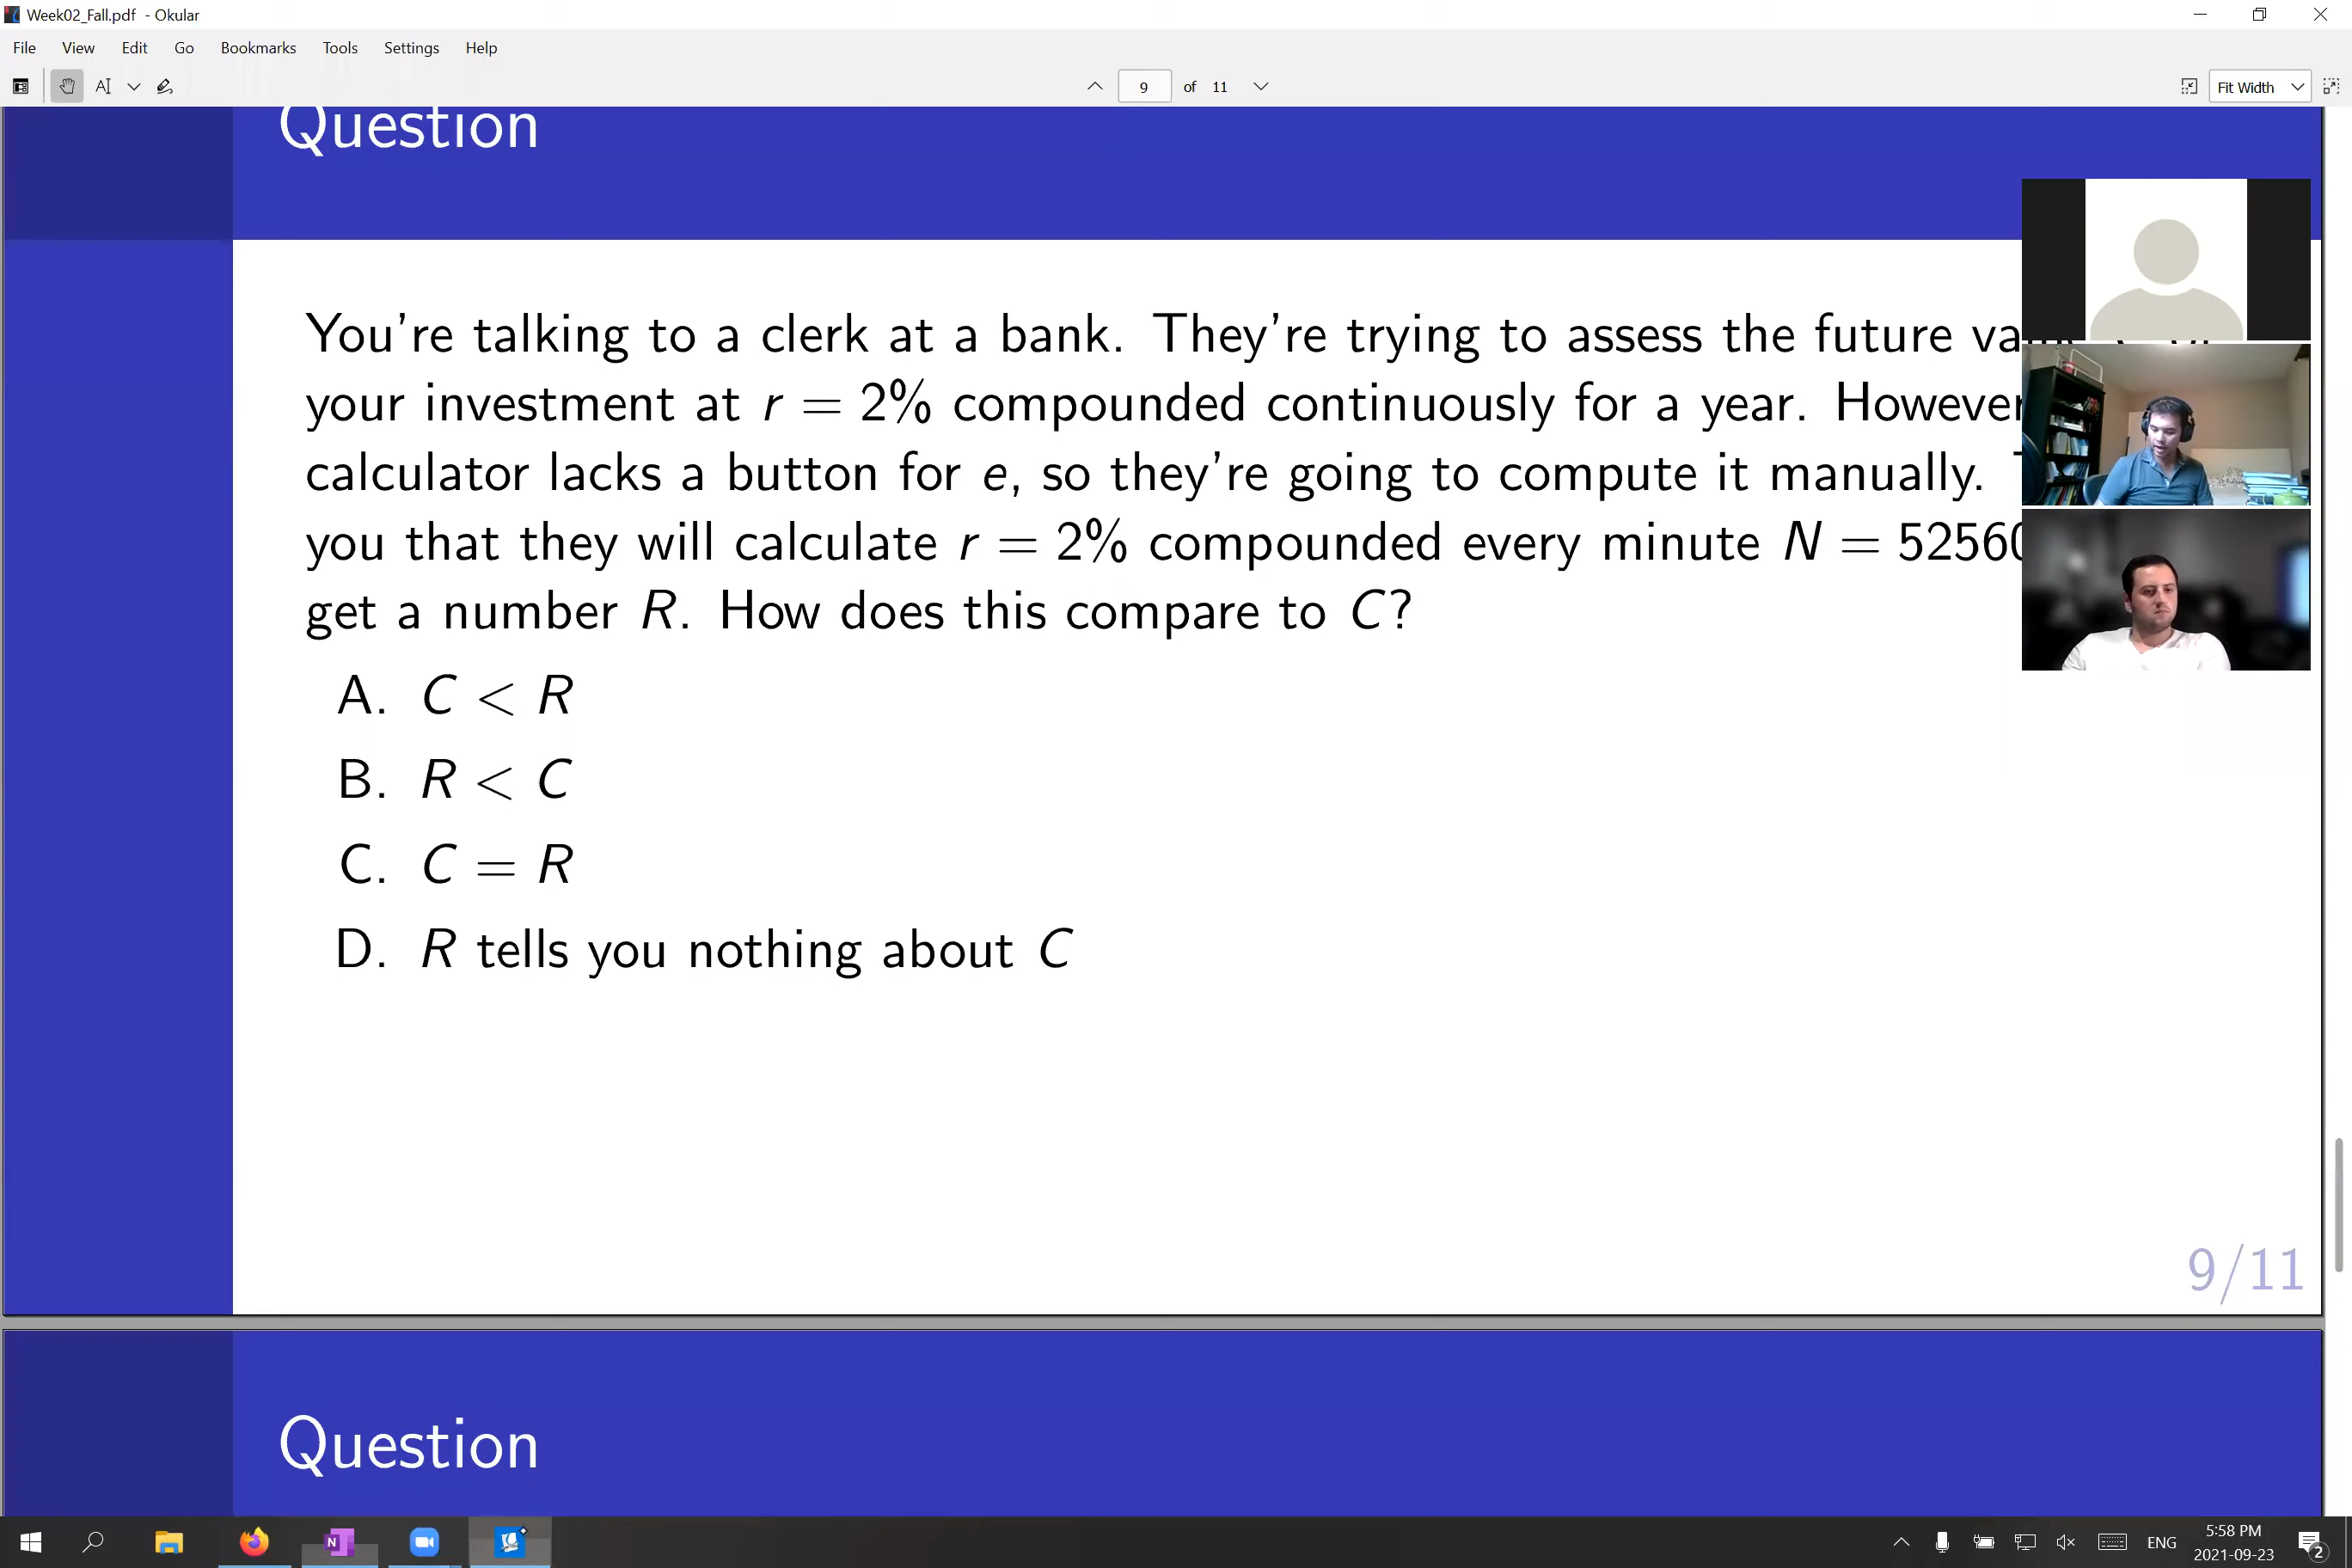 Week02_Fall.pdf - Okular
File View Edit Go Bookmarks Tools Settings Help
9 of 11 Fit Width
Question
You're talking to a clerk at a bank. They're trying to assess the future
your investment at r = 2% compounded continuously for a year. However
calculator lacks a button for e, so they're going to compute it manually.
you that they will calculate r = 2% compounded every minute N = 5256
get a number R. How does this compare to C?
A. C < R
B. R < C
C. C = R
D. R tells you nothing about C
9/11
Question
N
ENG
5:58 PM
2021-09-23
2